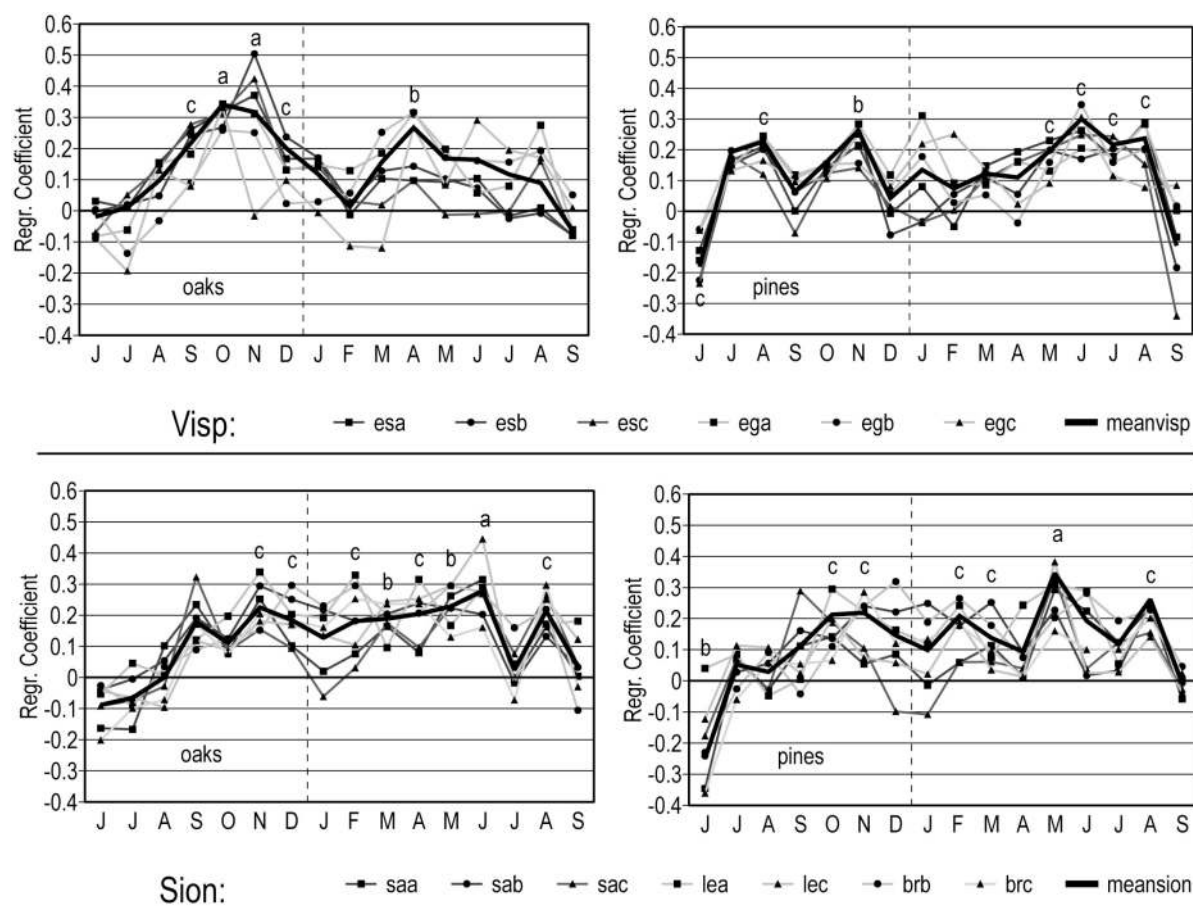 Regr. Coefficient
0.6
0.5
0.4
0.3
0.2
0.1
0
-0.1
-0.2
-0.3
-0.4
c a a c b
oaks
J J A S O N D J F M A M J J A S
Regr. Coefficient
0.6
0.5
0.4
0.3
0.2
0.1
0
-0.1
-0.2
-0.3
-0.4
c c b c c c c
pines
J J A S O N D J F M A M J J A S
Visp: esa esb esc ega egb egc meanvisp
Regr. Coefficient
0.6
0.5
0.4
0.3
0.2
0.1
0
-0.1
-0.2
-0.3
-0.4
c c c b c b a c
oaks
J J A S O N D J F M A M J J A S
Regr. Coefficient
0.6
0.5
0.4
0.3
0.2
0.1
0
-0.1
-0.2
-0.3
-0.4
b c c c c a c
pines
J J A S O N D J F M A M J J A S
Sion: saa sab sac lea lec brb brc meansion